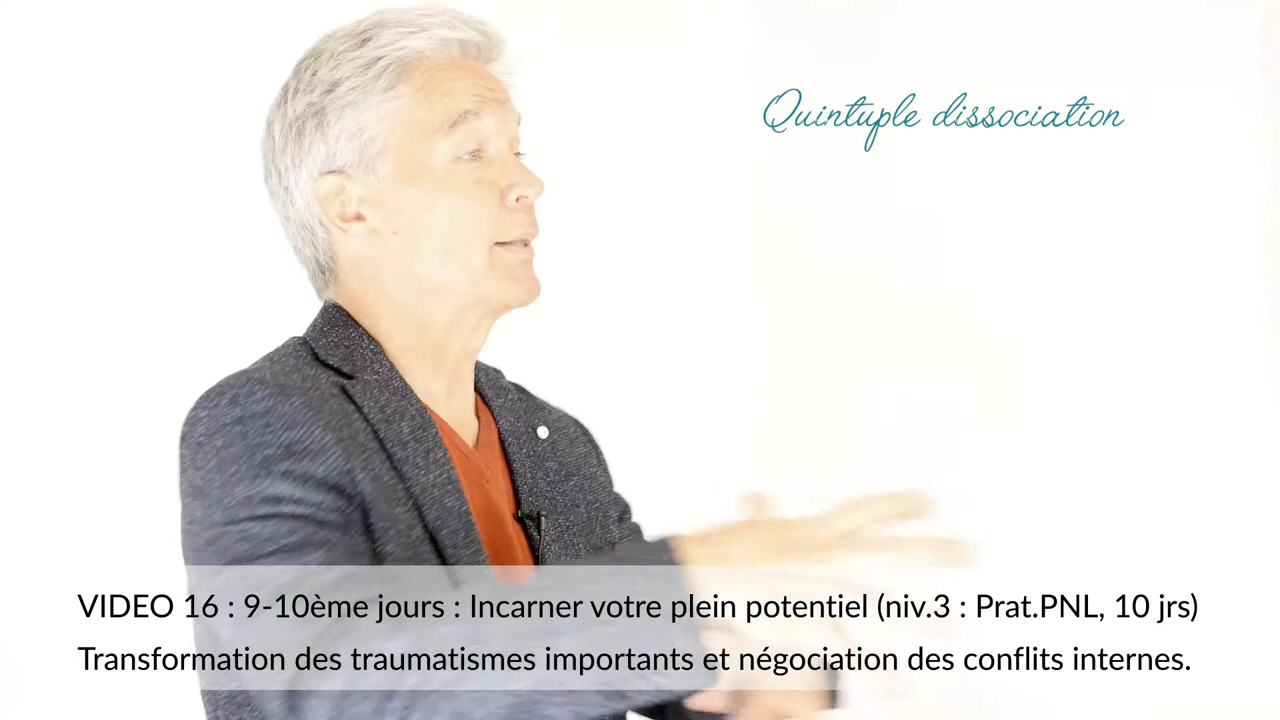 Quintuple dissociation
VIDEO 16 : 9-10ème jours : Incarner votre plein potentiel (niv.3 : Prat.PNL, 10 jrs)
Transformation des traumatismes importants et négociation des conflits internes.